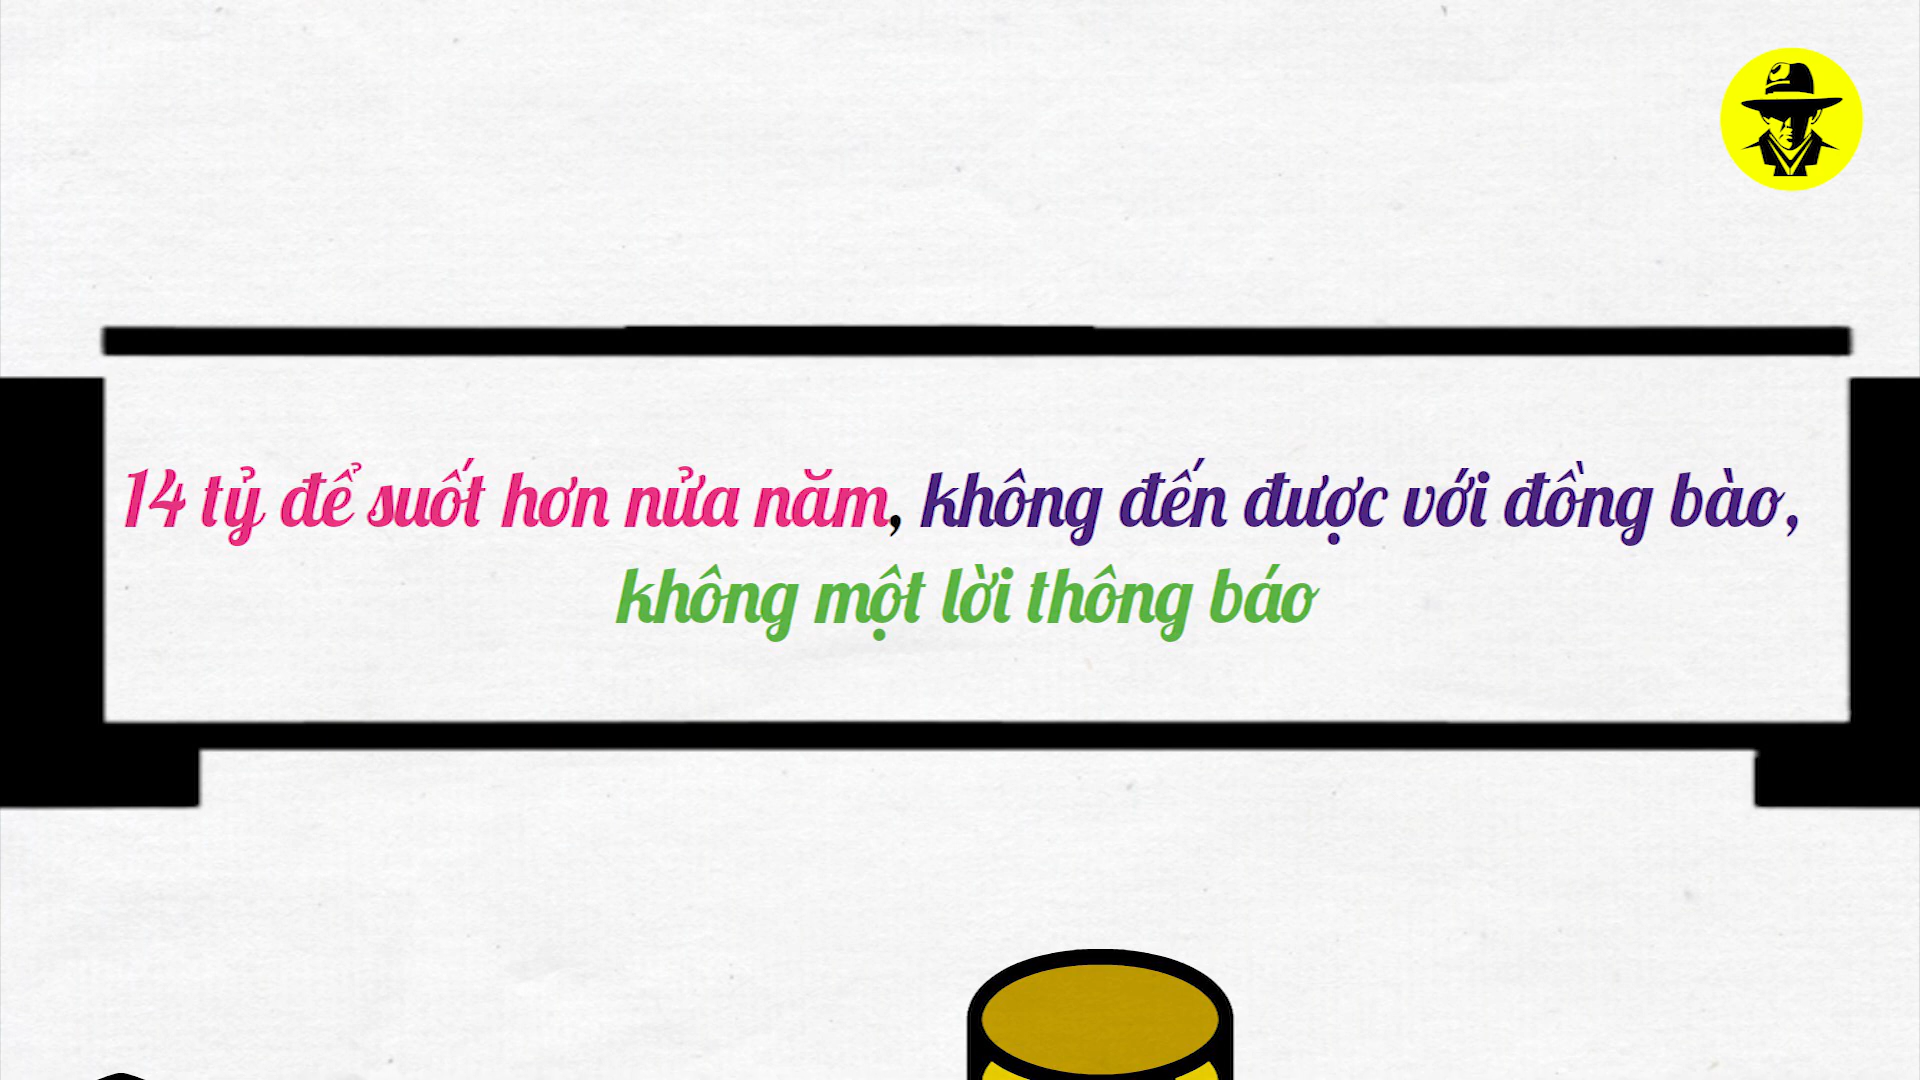 14 tỷ để suốt hơn nửa năm, không đến được với đồng bào,
không một lời thông báo